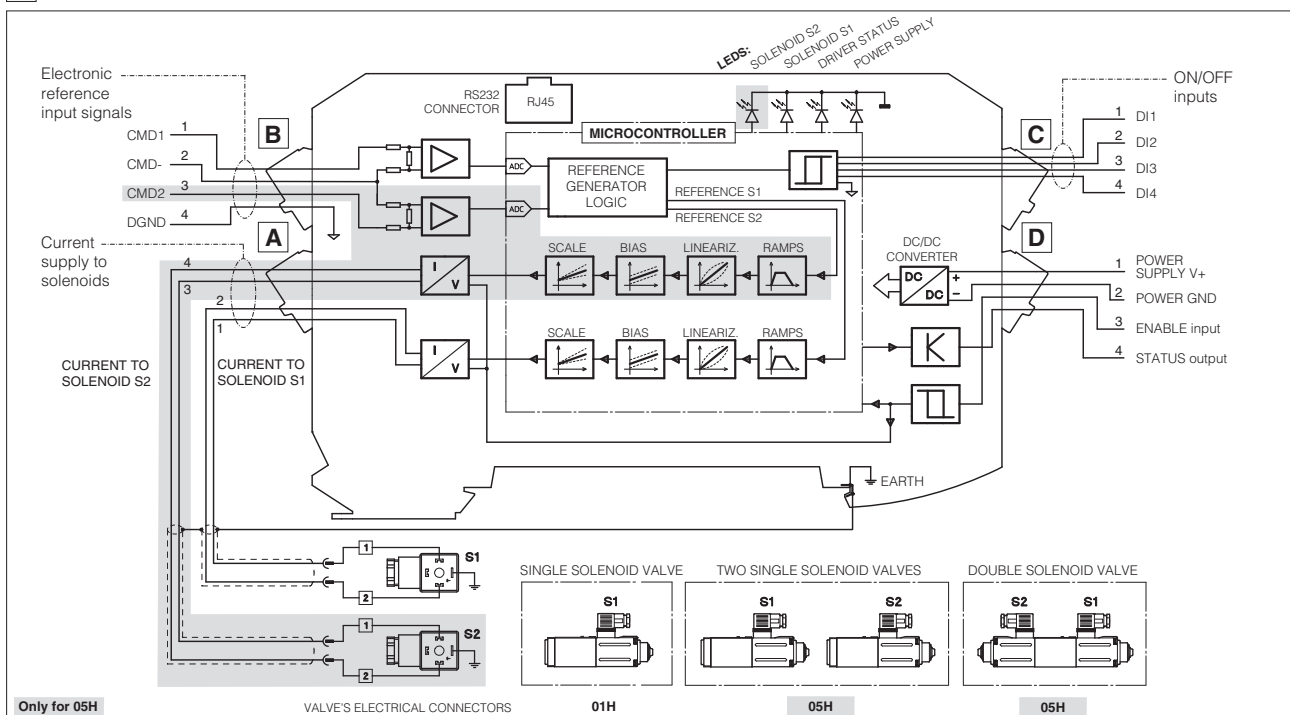 LEDS:
SOLENOID S2
SOLENOID S1
DRIVER STATUS
POWER SUPPLY
Electronic
reference
input signals
RS232
CONNECTOR
RJ45
ON/OFF
inputs
CMD1
1
B
MICROCONTROLLER
C
1
DI1
CMD-
2
ADC
REFERENCE
GENERATOR
LOGIC
2
DI2
3
DI3
CMD2
3
REFERENCE S1
4
DI4
ADC
REFERENCE S2
DGND
4
A
D
Current
supply to
solenoids
4
3
I
V
SCALE
BIAS
LINEARIZ.
RAMPS
DC/DC
CONVERTER
DC
DC
+
–
1
POWER
SUPPLY V+
2
POWER GND
2
1
3
ENABLE input
I
V
SCALE
BIAS
LINEARIZ.
RAMPS
K
4
STATUS output
CURRENT TO
SOLENOID S2
CURRENT TO
SOLENOID S1
EARTH
1
S1
2
1
S2
2
SINGLE SOLENOID VALVE
S1
TWO SINGLE SOLENOID VALVES
S1
S2
DOUBLE SOLENOID VALVE
S2
S1
Only for 05H
VALVE'S ELECTRICAL CONNECTORS
01H
05H
05H